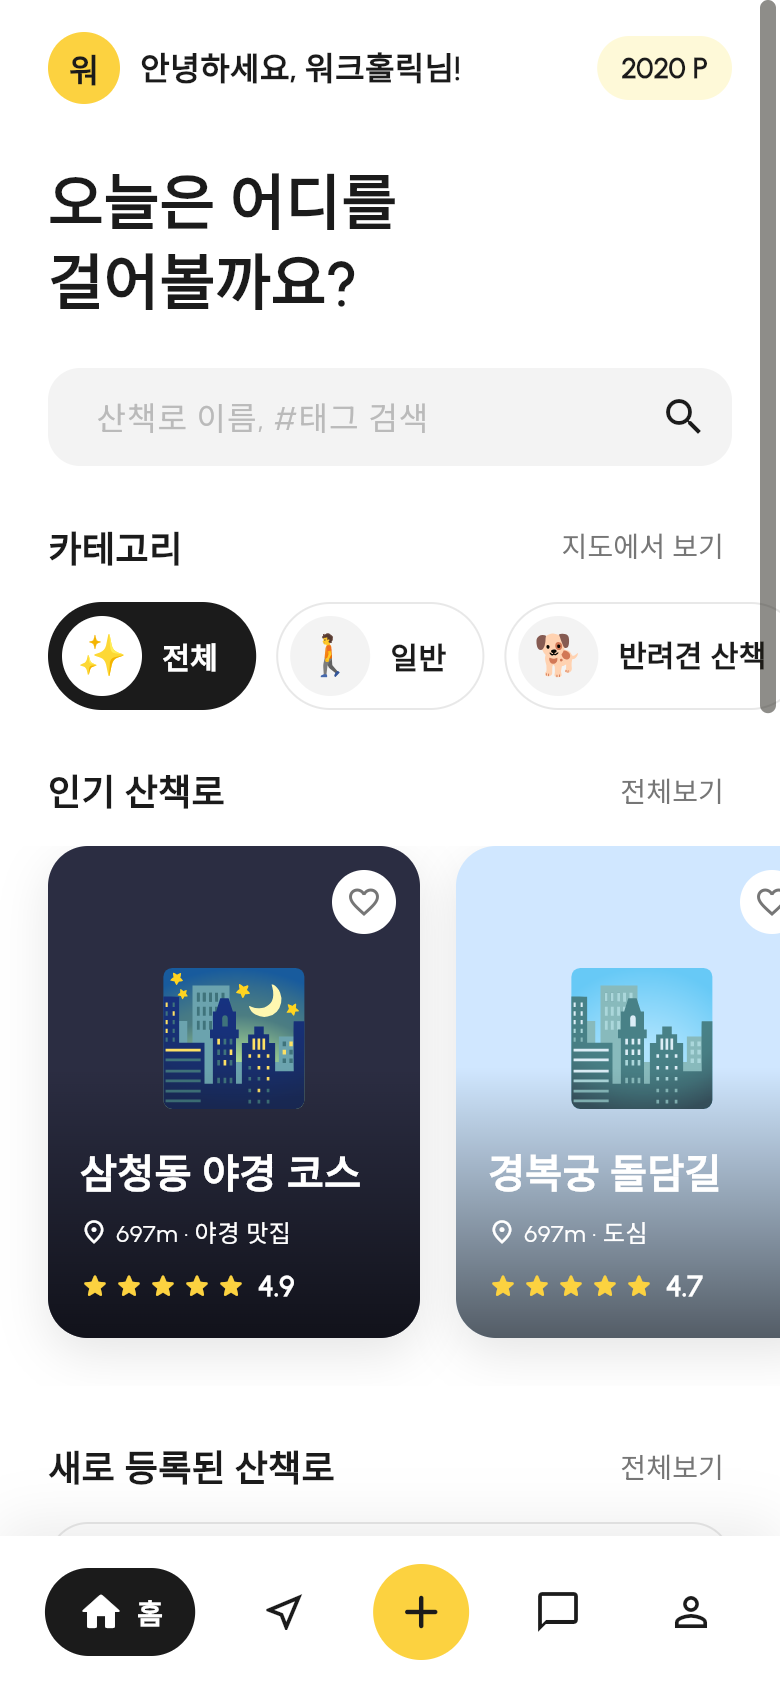 워
안녕하세요, 워크홀릭님!
2020 P
오늘은 어디를
걸어볼까요?
산책로 이름, #태그 검색
카테고리
지도에서 보기
전체
일반
반려견 산책
인기 산책로
전체보기
삼청동 야경 코스
697m · 야경 맛집
4.9
경복궁 돌담길
697m · 도심
4.7
새로 등록된 산책로
전체보기
홈